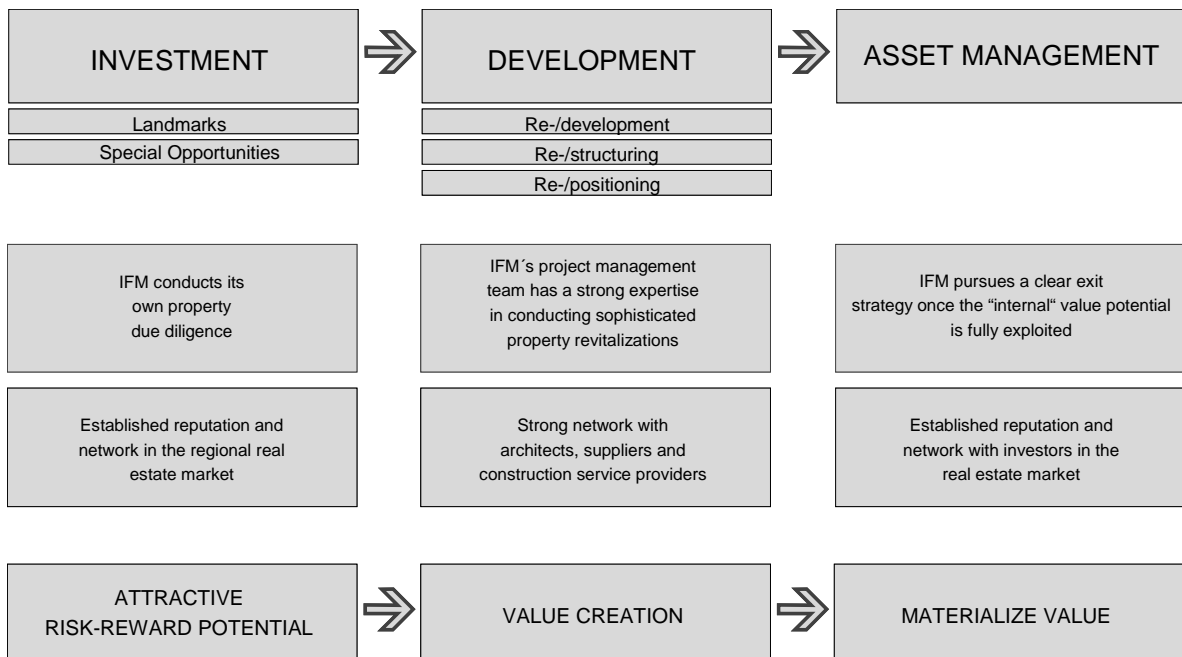 INVESTMENT
DEVELOPMENT
ASSET MANAGEMENT
Landmarks
Special Opportunities
Re-/development
Re-/structuring
Re-/positioning
IFM conducts its
own property
due diligence
IFM´s project management
team has a strong expertise
in conducting sophisticated
property revitalizations
IFM pursues a clear exit
strategy once the “internal“ value potential
is fully exploited
Established reputation and
network in the regional real
estate market
Strong network with
architects, suppliers and
construction service providers
Established reputation and
network with investors in the
real estate market
ATTRACTIVE
RISK-REWARD POTENTIAL
VALUE CREATION
MATERIALIZE VALUE